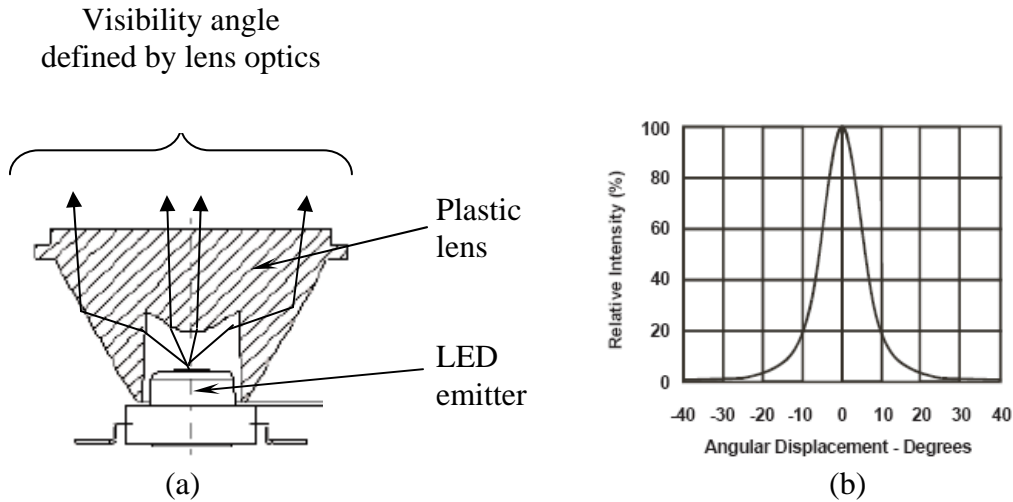 Visibility angle
defined by lens optics
Plastic
lens
LED
emitter
(a)
100
80
60
40
20
0
Relative Intensity (%)
-40 -30 -20 -10 0 10 20 30 40
Angular Displacement - Degrees
(b)